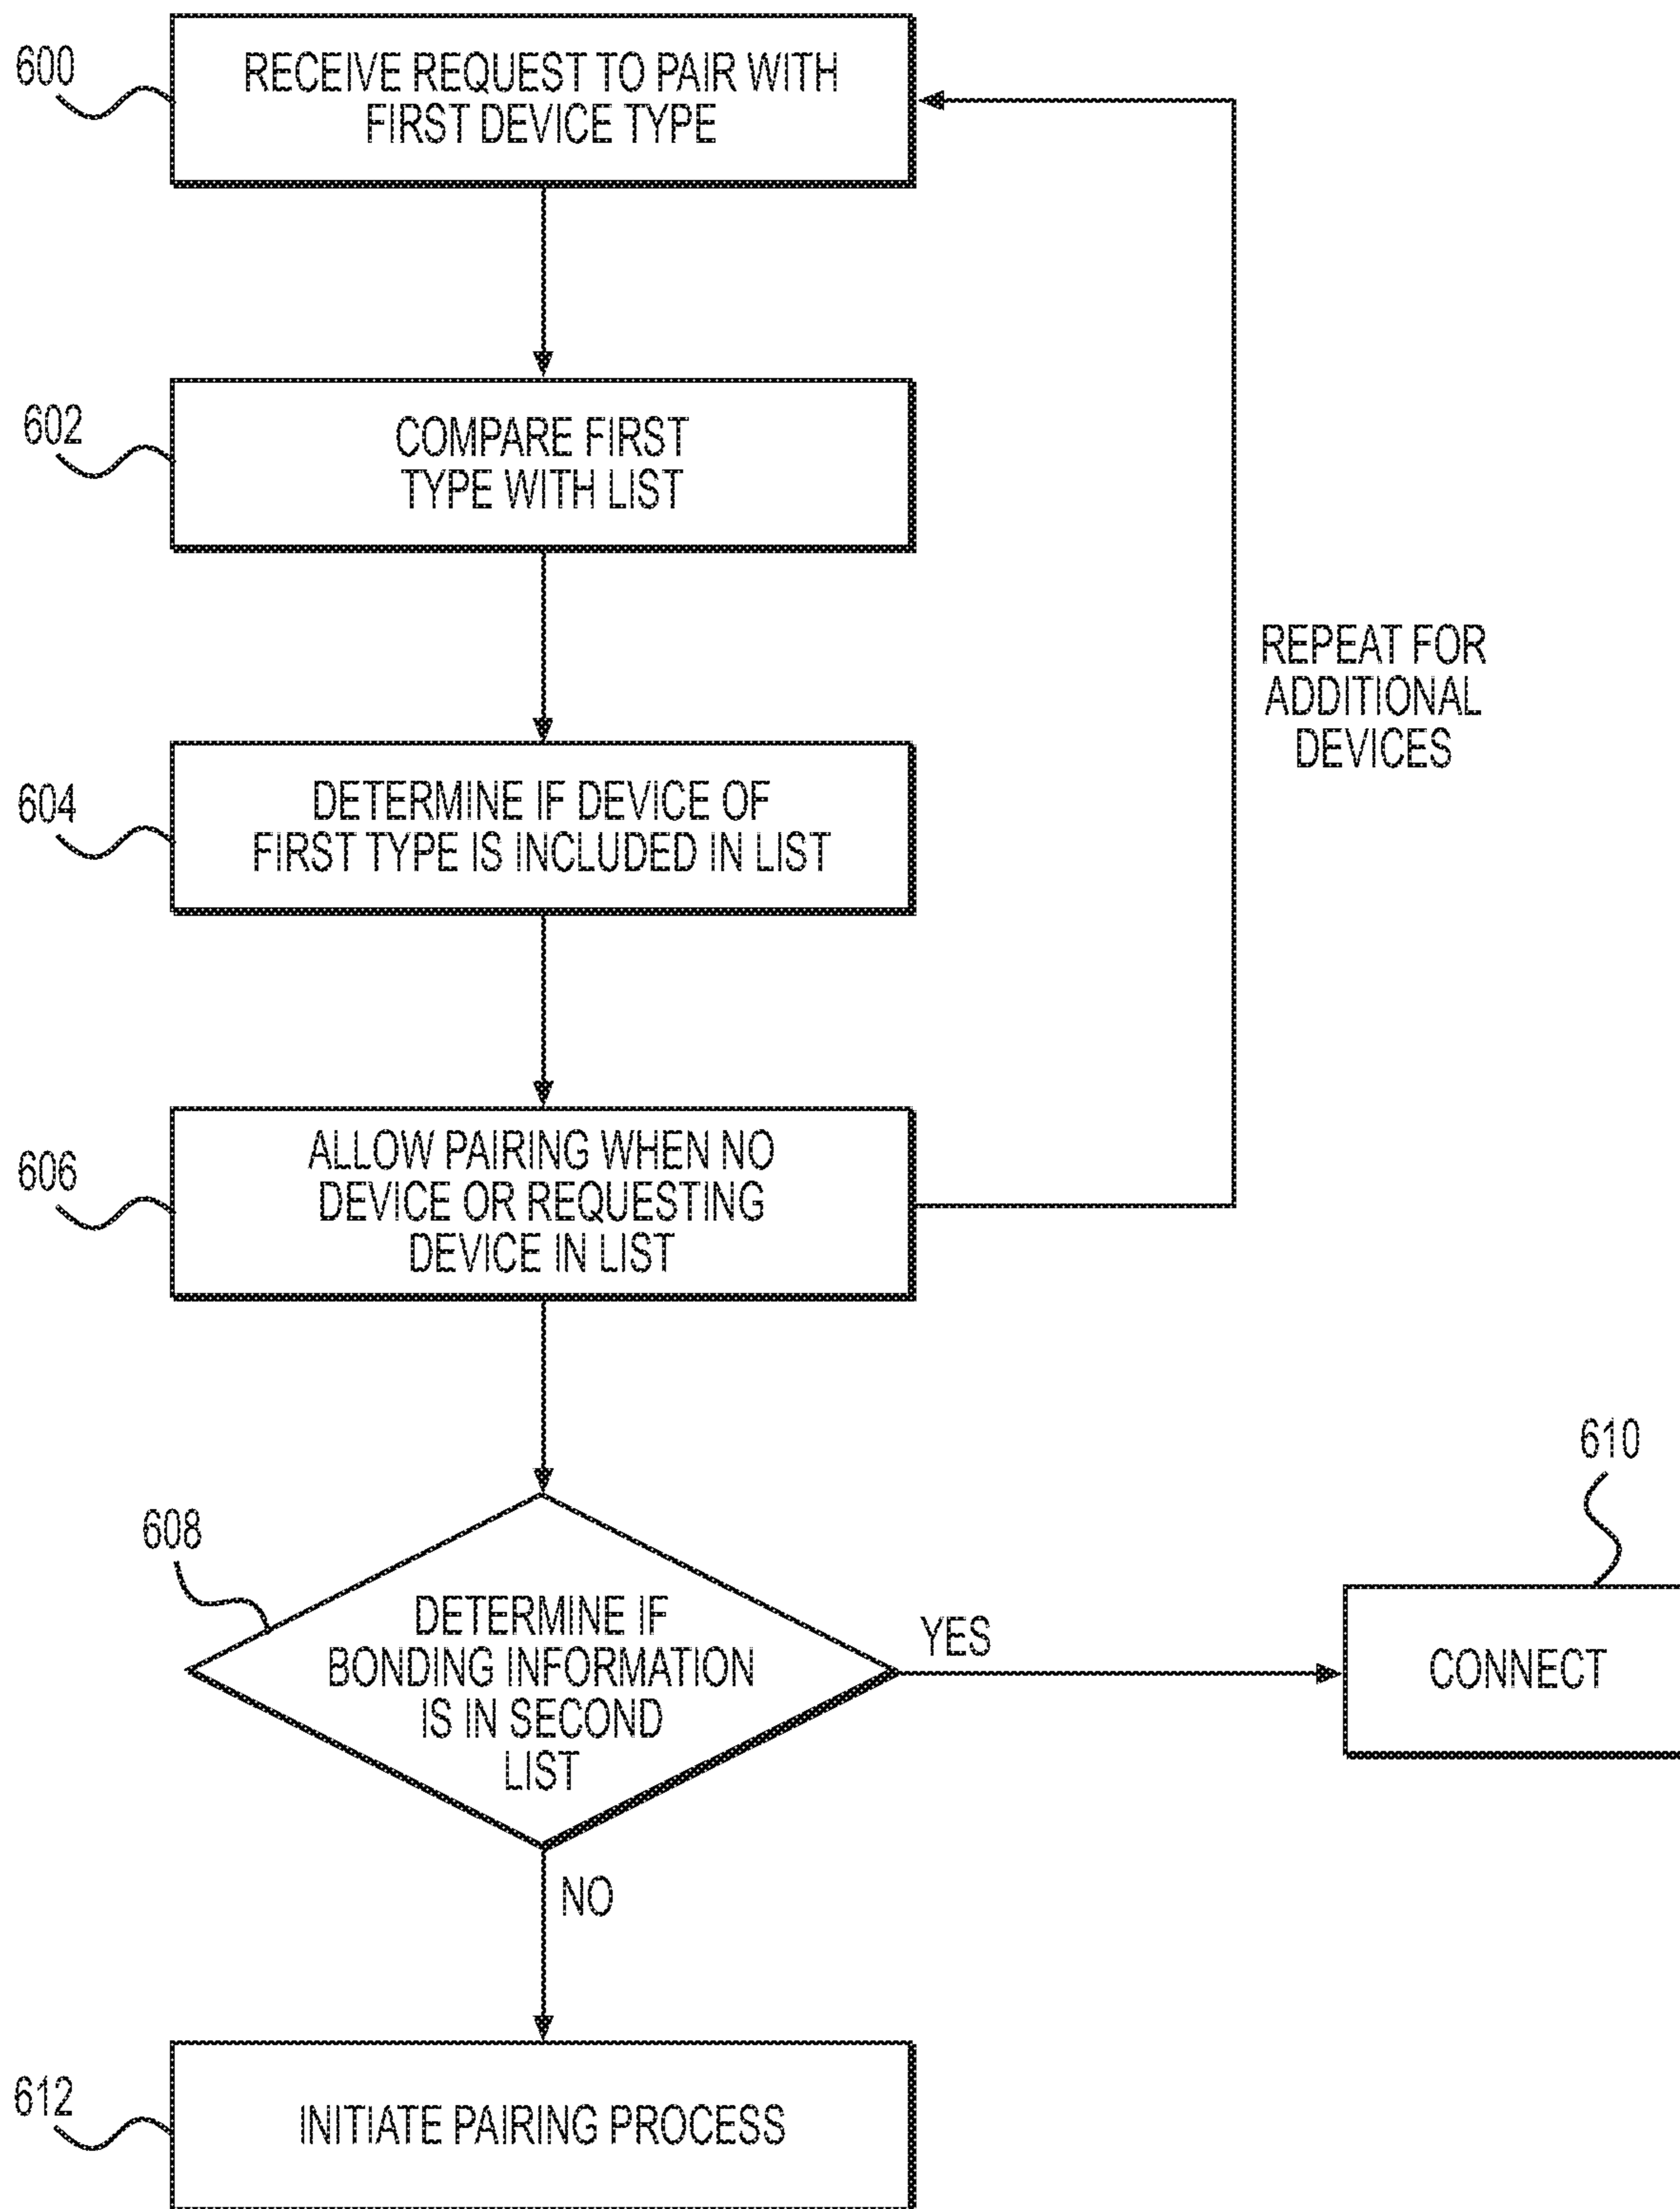 600
RECEIVE REQUEST TO PAIR WITH
FIRST DEVICE TYPE
602
COMPARE FIRST
TYPE WITH LIST
REPEAT FOR
ADDITIONAL
DEVICES
604
DETERMINE IF DEVICE OF
FIRST TYPE IS INCLUDED IN LIST
606
ALLOW PAIRING WHEN NO
DEVICE OR REQUESTING
DEVICE IN LIST
608
DETERMINE IF
BONDING INFORMATION
IS IN SECOND
LIST
YES
610
CONNECT
NO
612
INITIATE PAIRING PROCESS